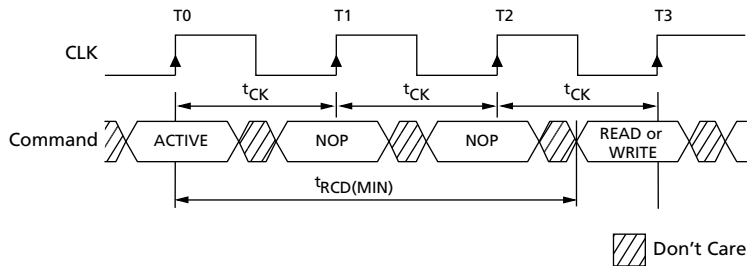 T0 T1 T2 T3
CLK
tCK tCK tCK
Command ACTIVE NOP NOP READ or
WRITE
tRCD(MIN)
Don't Care